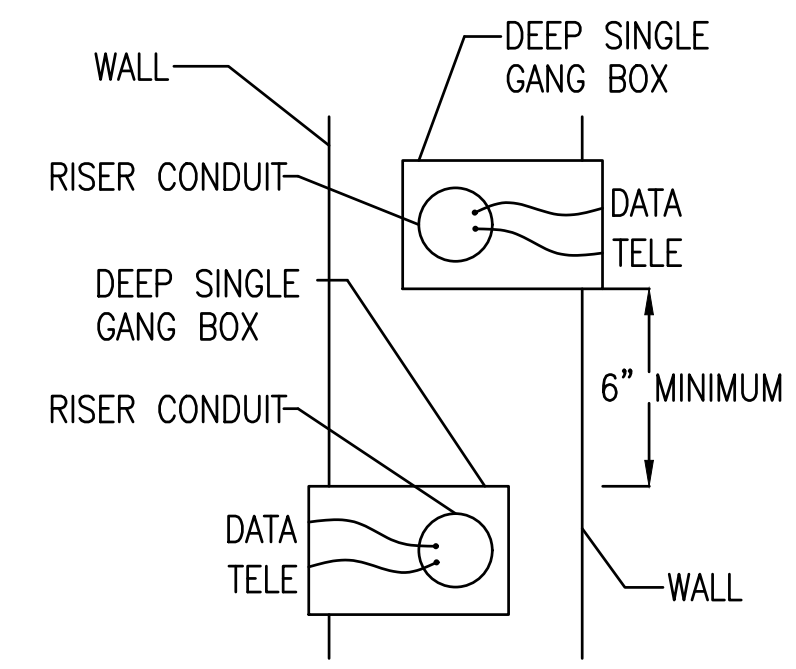 DEEP SINGLE
GANG BOX
WALL
RISER CONDUIT
DATA
TELE
DEEP SINGLE
GANG BOX
6" MINIMUM
RISER CONDUIT
DATA
TELE
WALL